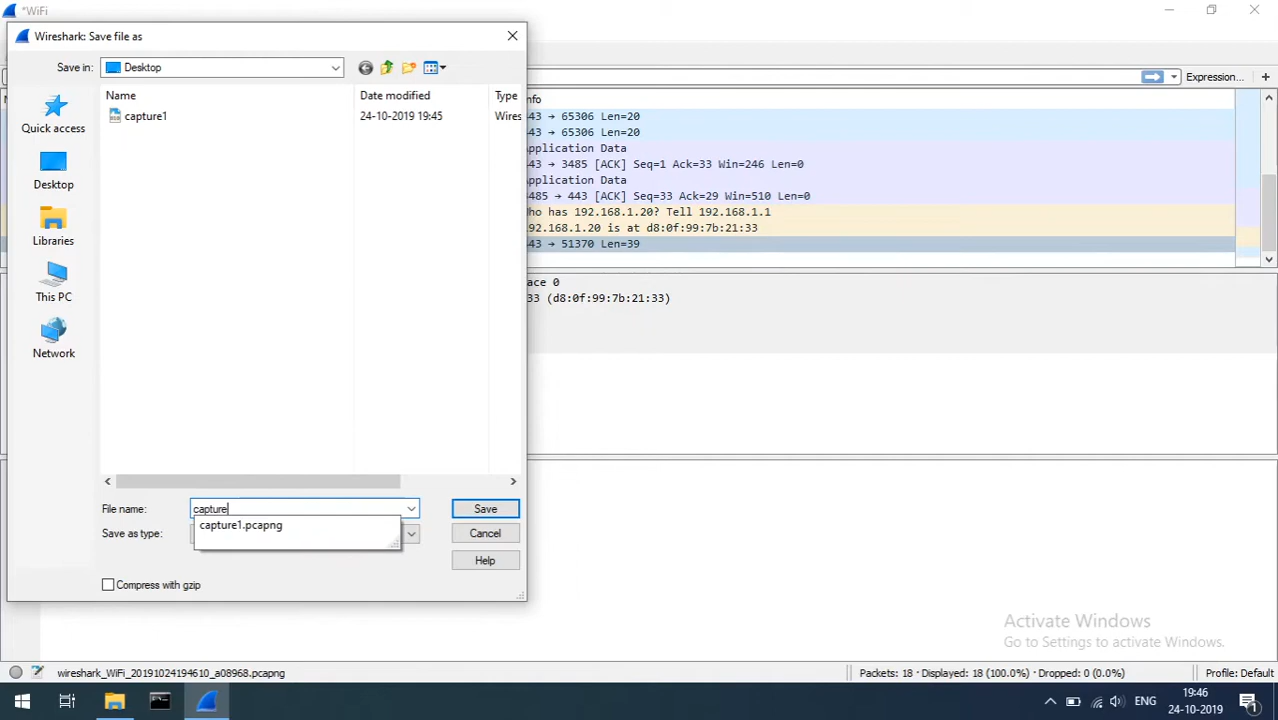 *WiFi
Wireshark: Save file as
Save in:
Desktop
Expression...
Name
Date modified
Type
capture1
24-10-2019 19:45
Wires
Quick access
Desktop
Libraries
This PC
Network
nfo
43 → 65306 Len=20
43 → 65306 Len=20
pplication Data
43 → 3485 [ACK] Seq=1 Ack=33 Win=246 Len=0
pplication Data
485 → 443 [ACK] Seq=33 Ack=29 Win=510 Len=0
ho has 192.168.1.20? Tell 192.168.1.1
92.168.1.20 is at d8:0f:99:7b:21:33
43 → 51370 Len=39
ace 0
33 (d8:0f:99:7b:21:33)
File name:
capture
Save
capture1.pcapng
Save as type:
Cancel
Help
Compress with gzip
Activate Windows
Go to Settings to activate Windows.
wireshark_WiFi_20191024194610_a08968.pcapng
Packets: 18 · Displayed: 18 (100.0%) · Dropped: 0 (0.0%)
Profile: Default
ENG
19:46
24-10-2019
1